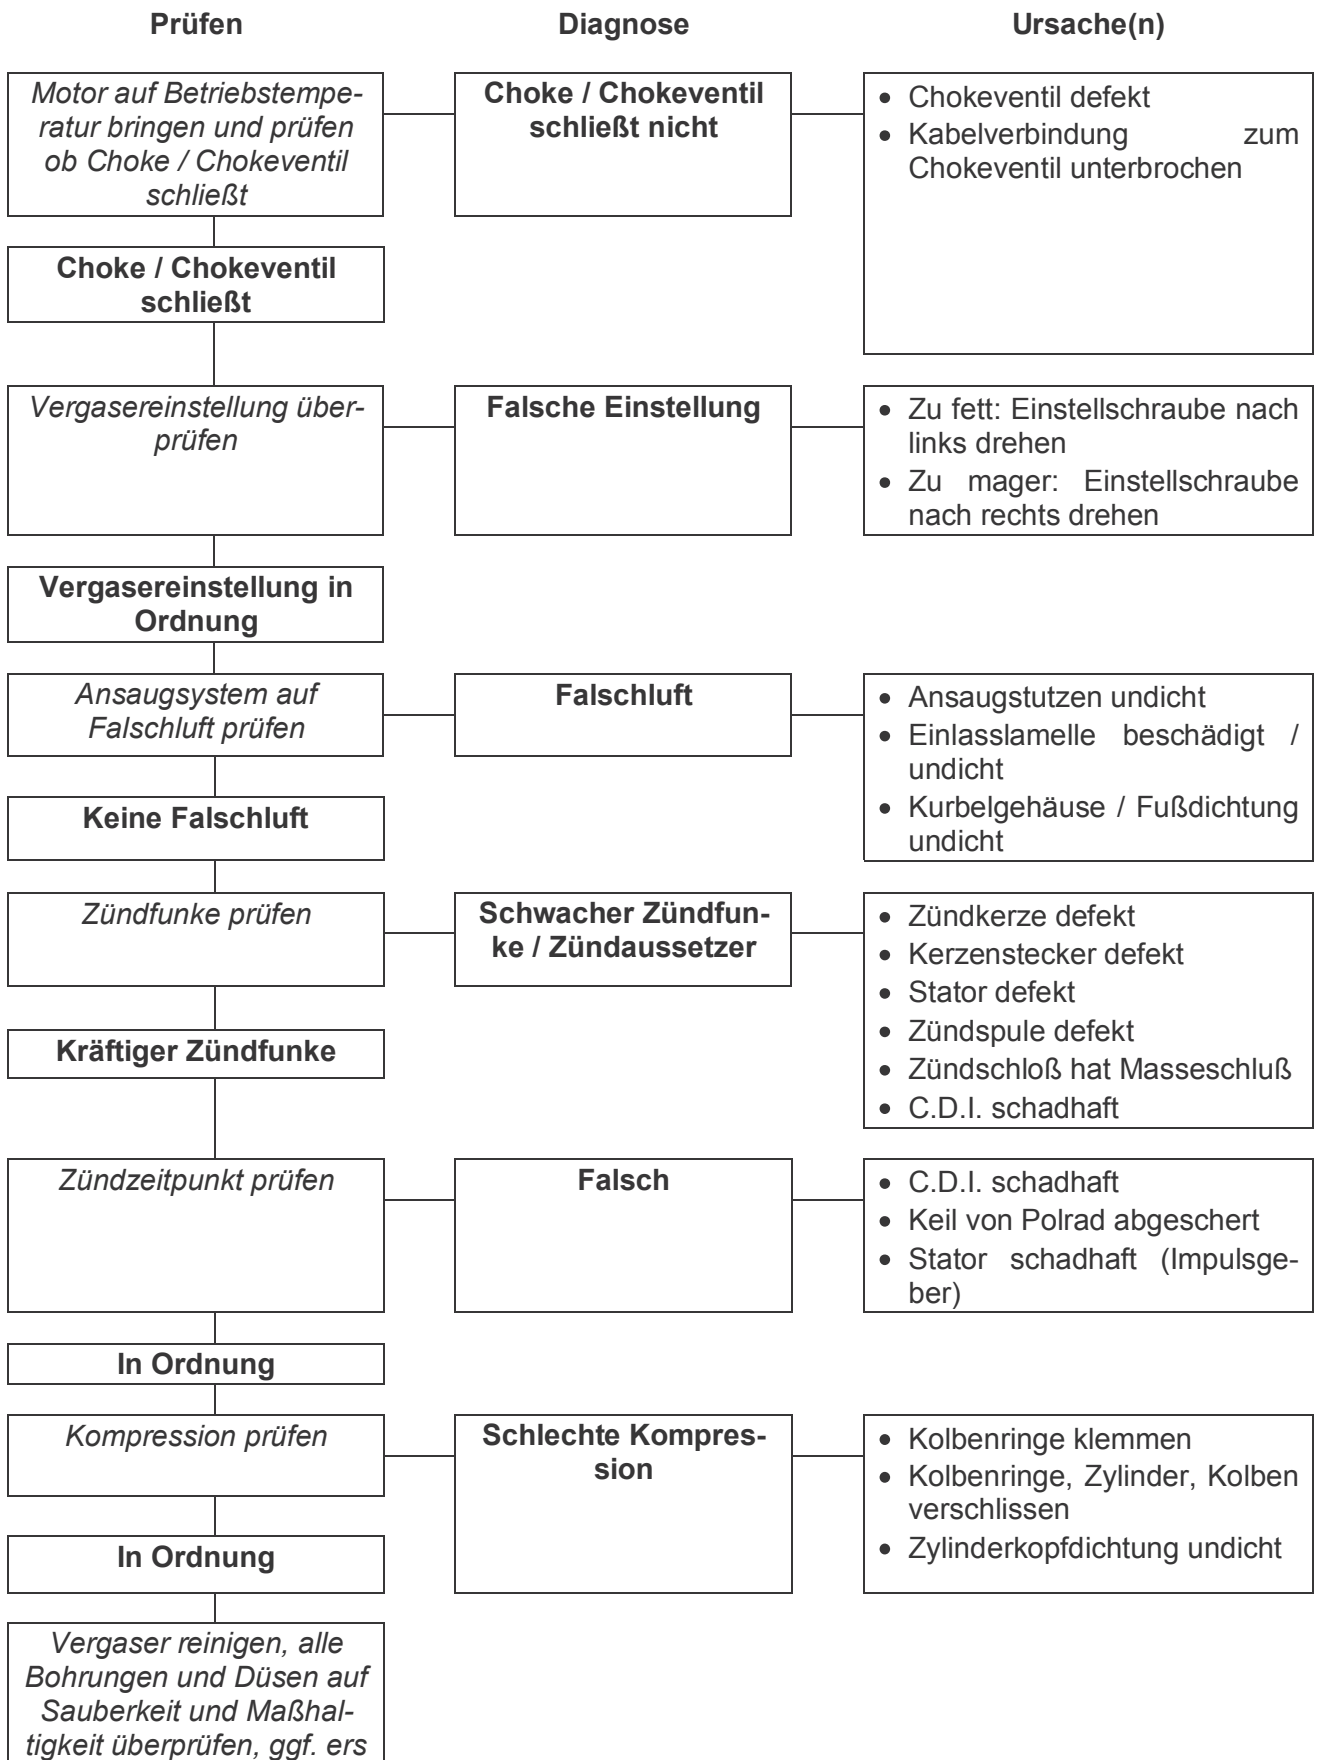 Prüfen
Diagnose
Ursache(n)
Motor auf Betriebstempe-
ratur bringen und prüfen
ob Choke / Chokeventil
schließt
Choke / Chokeventil
schließt nicht
• Chokeventil defekt
• Kabelverbindung zum
Chokeventil unterbrochen
Choke / Chokeventil
schließt
Vergasereinstellung über-
prüfen
Falsche Einstellung
• Zu fett: Einstellschraube nach
links drehen
• Zu mager: Einstellschraube
nach rechts drehen
Vergasereinstellung in
Ordnung
Ansaugsystem auf
Falschluft prüfen
Falschluft
• Ansaugstutzen undicht
• Einlasslamelle beschädigt /
undicht
• Kurbelgehäuse / Fußdichtung
undicht
Keine Falschluft
Zündfunke prüfen
Schwacher Zündfun-
ke / Zündaussetzer
• Zündkerze defekt
• Kerzenstecker defekt
• Stator defekt
• Zündspule defekt
• Zündschloß hat Masseschluß
• C.D.I. schadhaft
Kräftiger Zündfunke
Zündzeitpunkt prüfen
Falsch
• C.D.I. schadhaft
• Keil von Polrad abgeschert
• Stator schadhaft (Impulsge-
ber)
In Ordnung
Kompression prüfen
Schlechte Kompres-
sion
• Kolbenringe klemmen
• Kolbenringe, Zylinder, Kolben
verschlissen
• Zylinderkopfdichtung undicht
In Ordnung
Vergaser reinigen, alle
Bohrungen und Düsen auf
Sauberkeit und Maßhal-
tigkeit überprüfen, ggf. ers